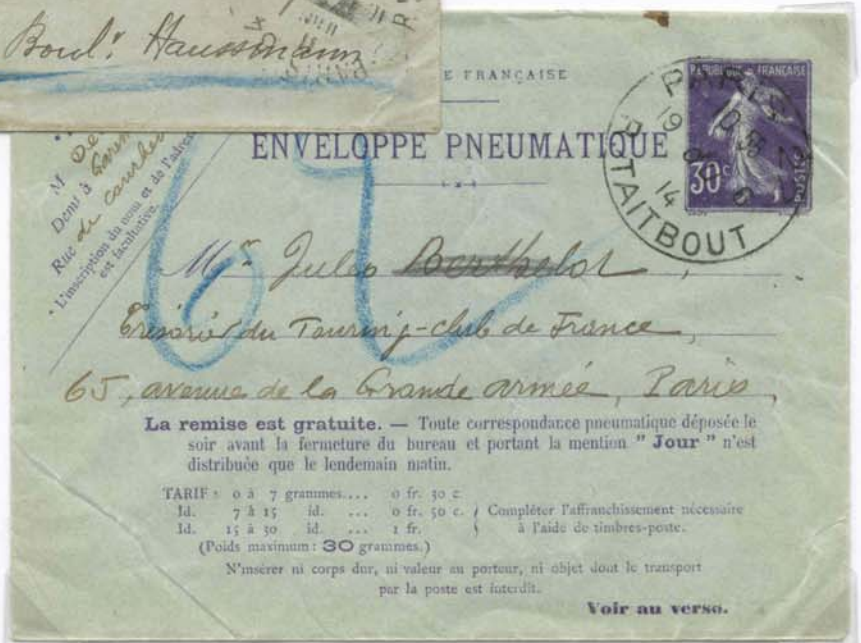 Boul.r Haussmann
E FRANÇAISE
ENVELOPPE PNEUMATIQUE
RÉPUBLIQUE FRANÇAISE
30c
POSTES
PARIS
R. TAITBOUT
M De
Demt à Garen
Rue de courbev
* L'inscription du nom et de l'adresse
est facultative.
62
Mr Jules Berthelot,
Trésorier du Touring-club de France,
65, avenue de la Grande armée, Paris,
La remise est gratuite. — Toute correspondance pneumatique déposée le
soir avant la fermeture du bureau et portant la mention " Jour " n'est
distribuée que le lendemain matin.
TARIF : 0 à 7 grammes.... 0 fr. 30 c.
Id. 7 à 15 id. ... 0 fr. 50 c. Compléter l'affranchissement nécessaire
Id. 15 à 30 id. ... 1 fr. à l'aide de timbres-poste.
(Poids maximum : 30 grammes.)
N'insérer ni corps dur, ni valeur au porteur, ni objet dont le transport
par la poste est interdit.
Voir au verso.